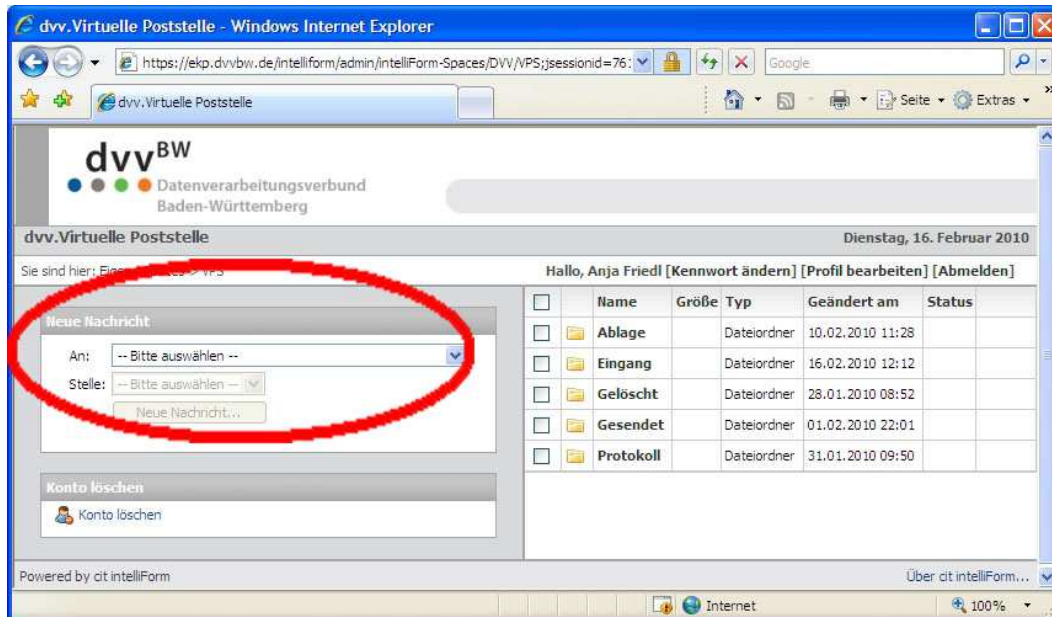 dvv.Virtuelle Poststelle - Windows Internet Explorer
https://ekp.dvvbw.de/intelliform/admin/intelliForm-Spaces/DVV/VPS;jsessionid=76:
Google
dvv.Virtuelle Poststelle
Seite
Extras
dvv BW
Datenverarbeitungsverbund
Baden-Württemberg
dvv.Virtuelle Poststelle
Dienstag, 16. Februar 2010
Sie sind hier: > VPS
Hallo, Anja Friedl [Kennwort ändern] [Profil bearbeiten] [Abmelden]
Neue Nachricht
An: -- Bitte auswählen --
Stelle: -- Bitte auswählen --
Neue Nachricht...
Konto löschen
Konto löschen
Name Größe Typ Geändert am Status
Ablage Dateiordner 10.02.2010 11:28
Eingang Dateiordner 16.02.2010 12:12
Gelöscht Dateiordner 28.01.2010 08:52
Gesendet Dateiordner 01.02.2010 22:01
Protokoll Dateiordner 31.01.2010 09:50
Powered by cit intelliForm
Über cit intelliForm...
Internet
100%